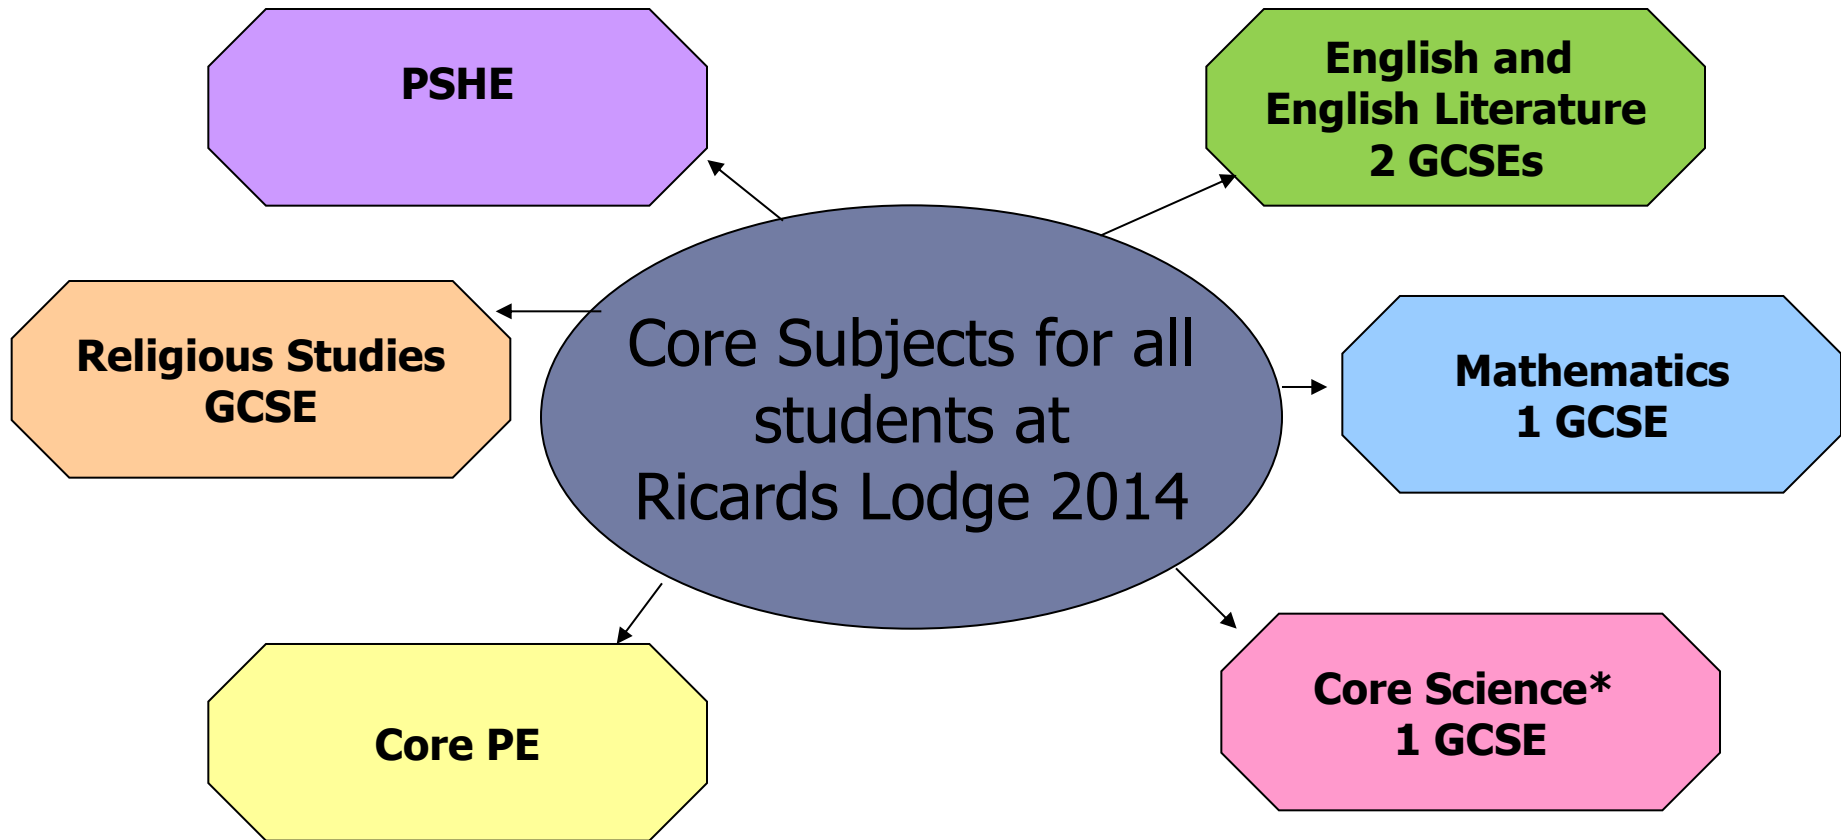 PSHE
English and
English Literature
2 GCSEs
Religious Studies
GCSE
Core Subjects for all
students at
Ricards Lodge 2014
Mathematics
1 GCSE
Core PE
Core Science*
1 GCSE